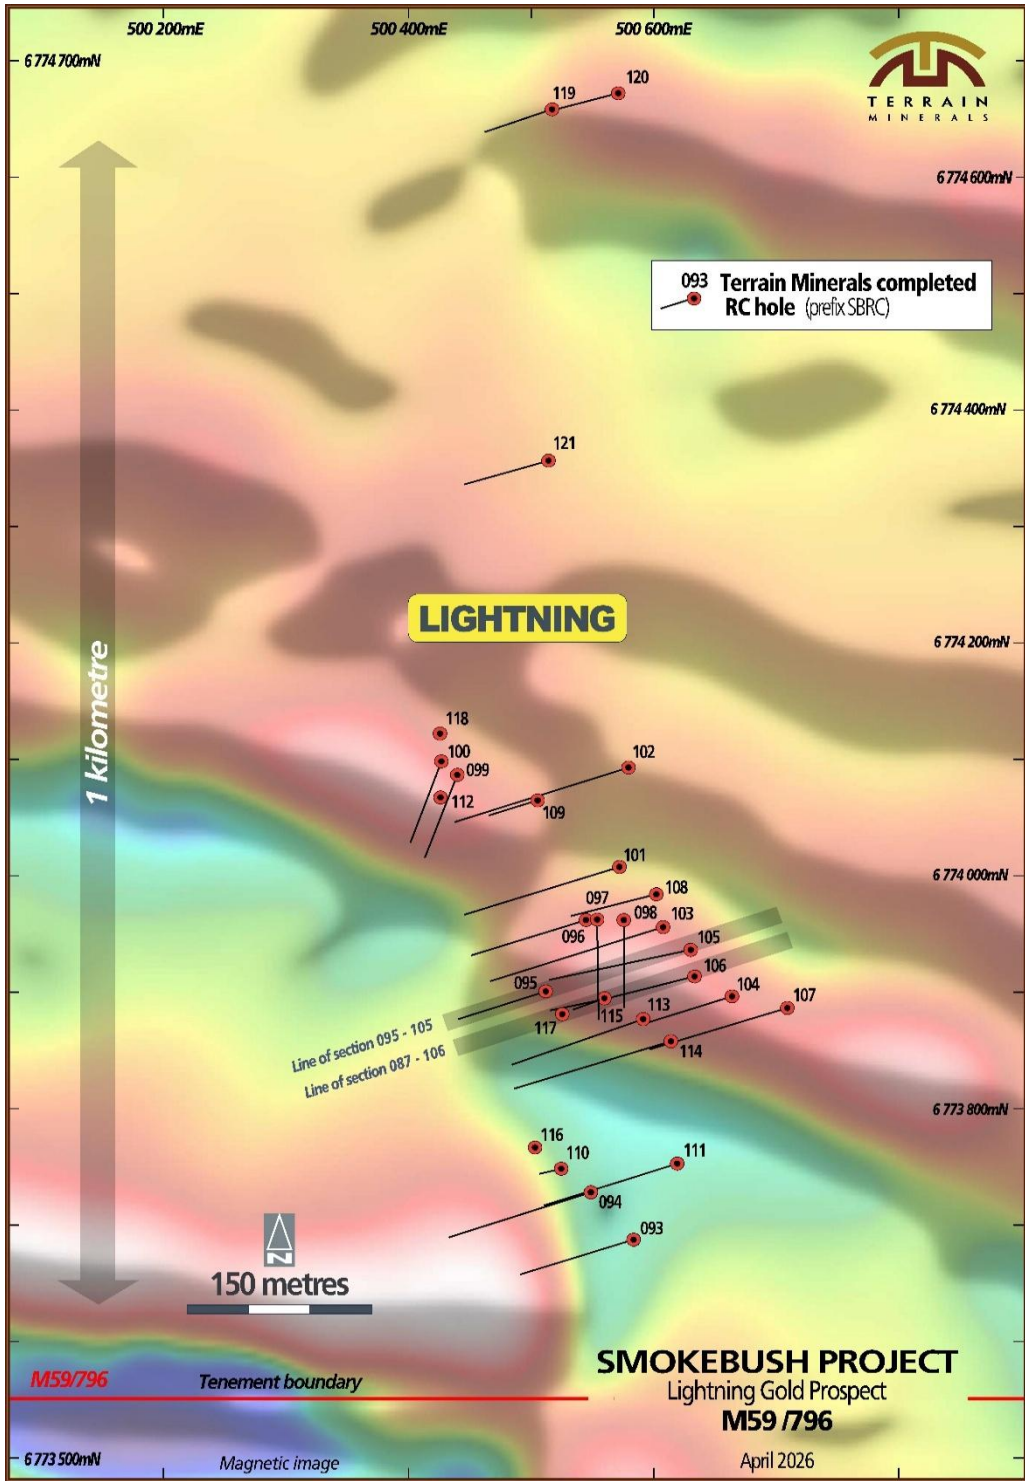 500 200mE
500 400mE
500 600mE
6 774 700mN
TERRAIN
MINERALS
120
119
6 774 600mN
093 Terrain Minerals completed
RC hole (prefix SBRC)
6 774 400mN
121
LIGHTNING
6 774 200mN
1 kilometre
118
100
099
102
112
109
101
6 774 000mN
108
097
098
103
096
105
106
095
104
107
115
113
117
114
Line of section 095 - 105
Line of section 087 - 106
6 773 800mN
116
110
111
094
093
N
150 metres
SMOKEBUSH PROJECT
Lightning Gold Prospect
M59 /796
April 2026
M59/796
Tenement boundary
6 773 500mN
Magnetic image